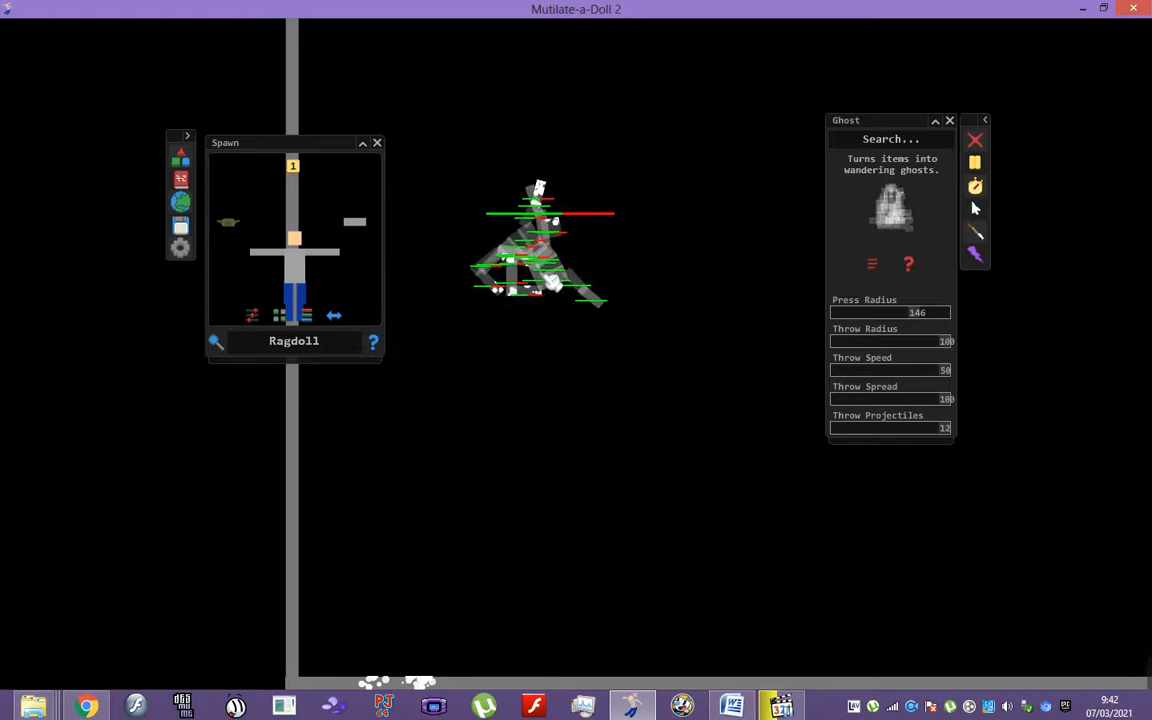 Mutilate-a-Doll 2
Spawn
1
Ragdoll
?
Ghost
Search...
Turns items into
wandering ghosts.
?
Press Radius
146
Throw Radius
100
Throw Speed
50
Throw Spread
100
Throw Projectiles
12
9:42
07/03/2021